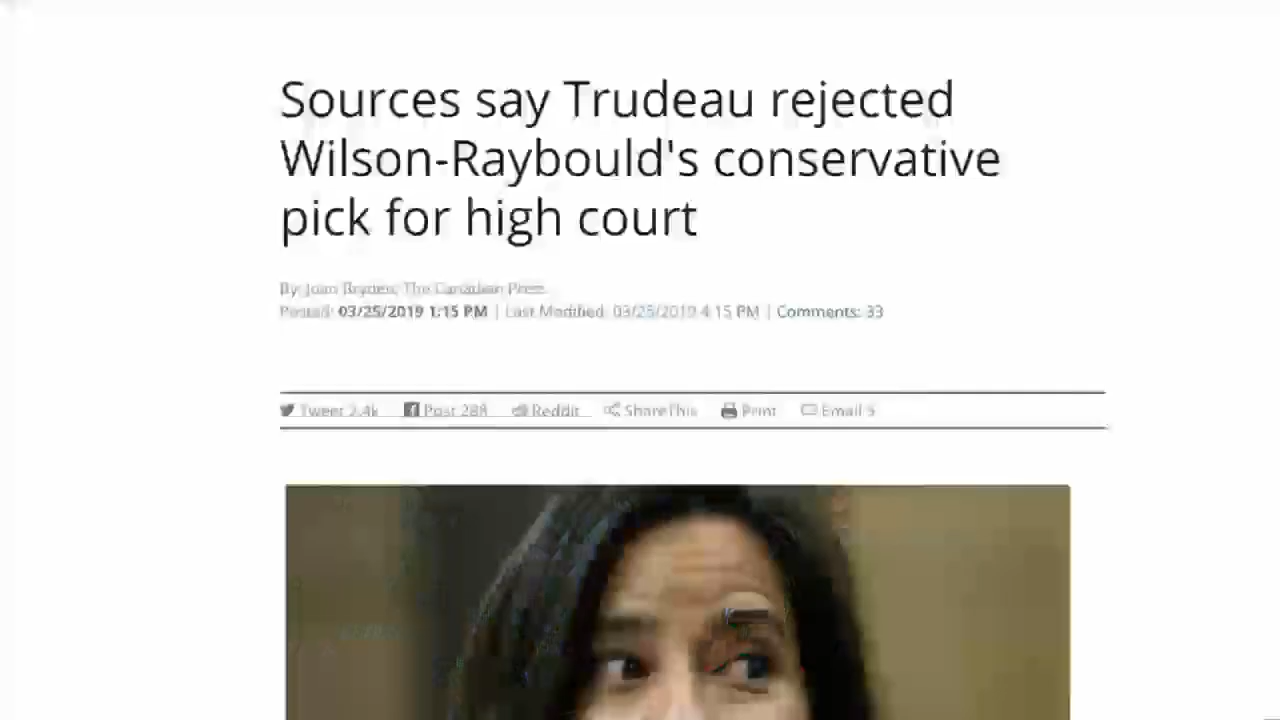 Sources say Trudeau rejected
Wilson-Raybould's conservative
pick for high court
By: Joan Bryden, The Canadian Press
Posted: 03/25/2019 1:15 PM | Last Modified: 03/25/2019 4:15 PM | Comments: 33
Tweet 2.4k Post 288 Reddit ShareThis Print Email 5